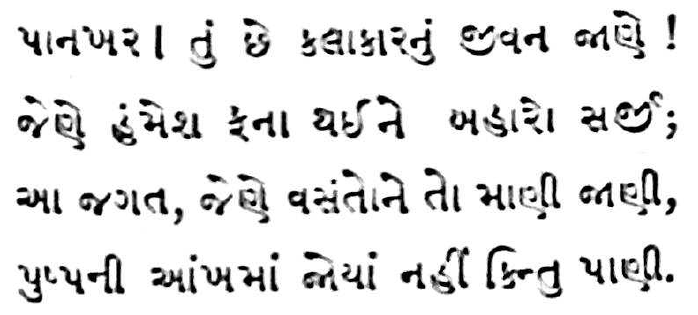 પાનખર! તું છે કલાકારનું જીવન જાણે !
જેણે હંમેશ ફના થઈને બહારો સર્જી;
આ જગત, જેણે વસંતોને તો માણી જાણી,
પુષ્પની આંખમાં જોયાં નહીં કિન્તુ પાણી.